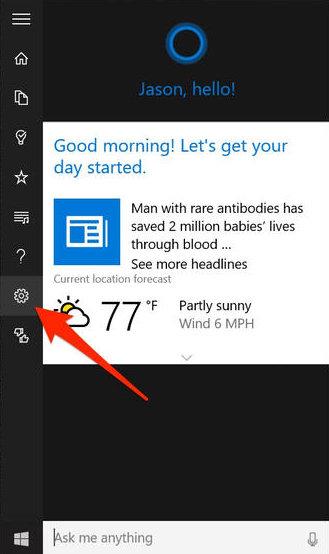 Jason, hello!
Good morning! Let's get your
day started.
Man with rare antibodies has
saved 2 million babies' lives
through blood ...
See more headlines
Current location forecast
77 °F
Partly sunny
Wind 6 MPH
?
Ask me anything